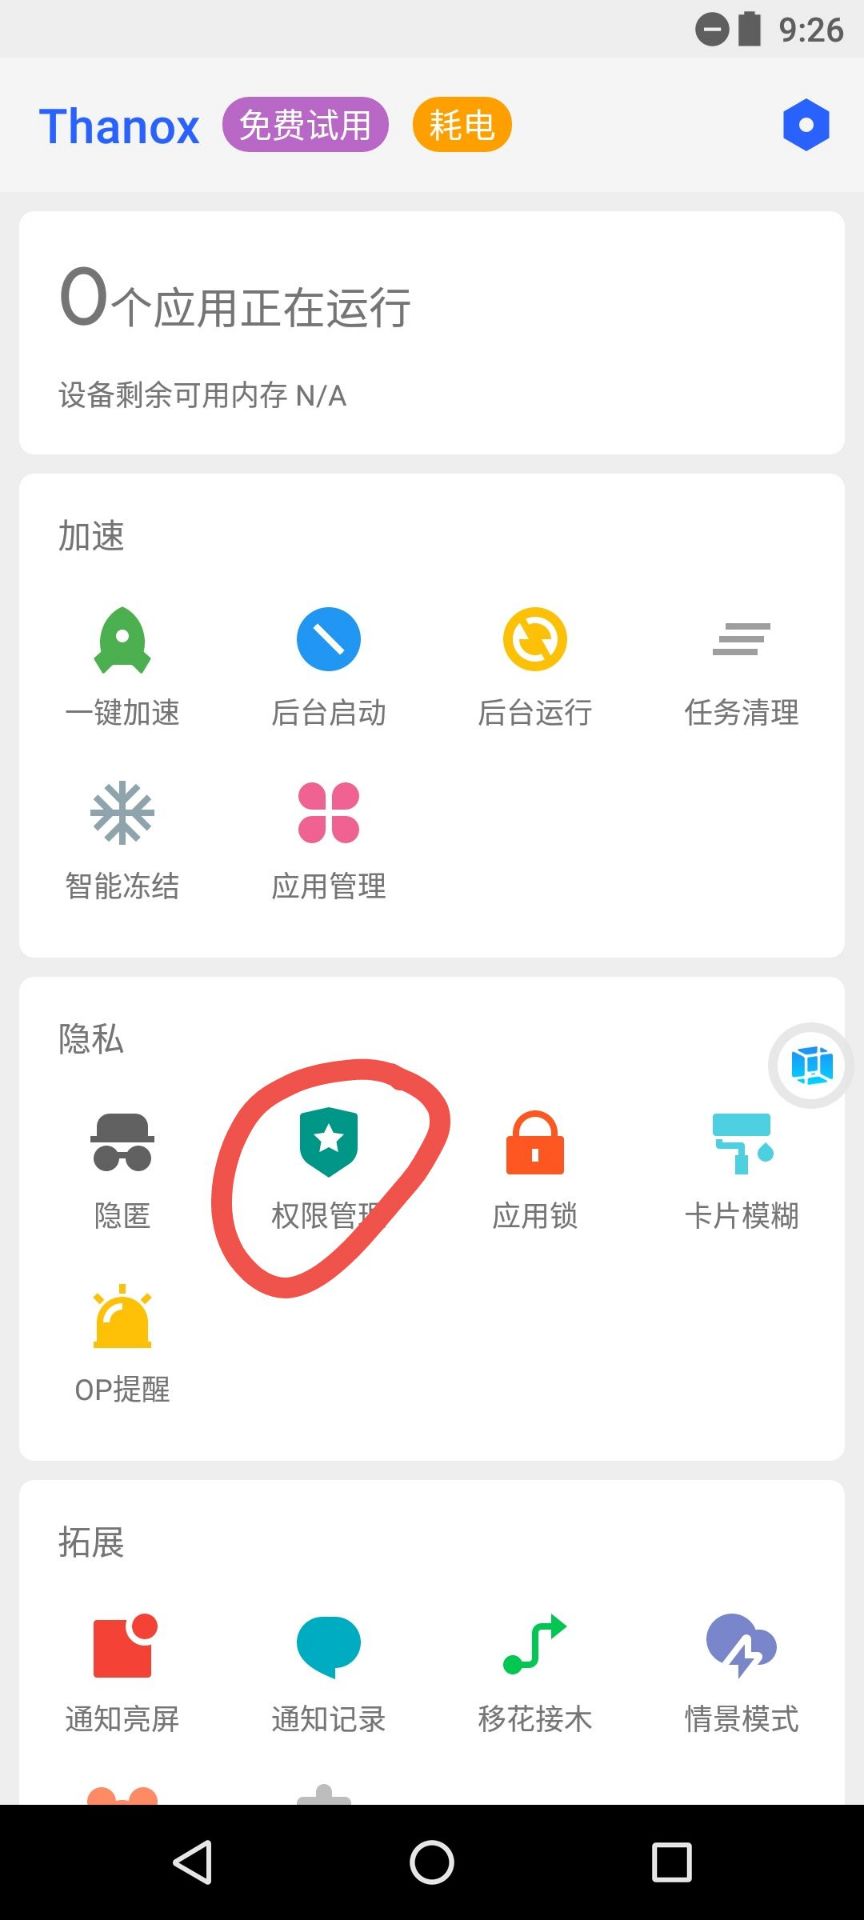 9:26
Thanox 免费试用 耗电
0个应用正在运行
设备剩余可用内存 N/A
加速
一键加速 后台启动 后台运行 任务清理
智能冻结 应用管理
隐私
隐匿 权限管理 应用锁 卡片模糊
OP提醒
拓展
通知亮屏 通知记录 移花接木 情景模式